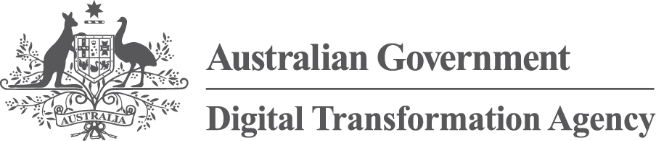 Australian Government
Digital Transformation Agency
AUSTRALIA